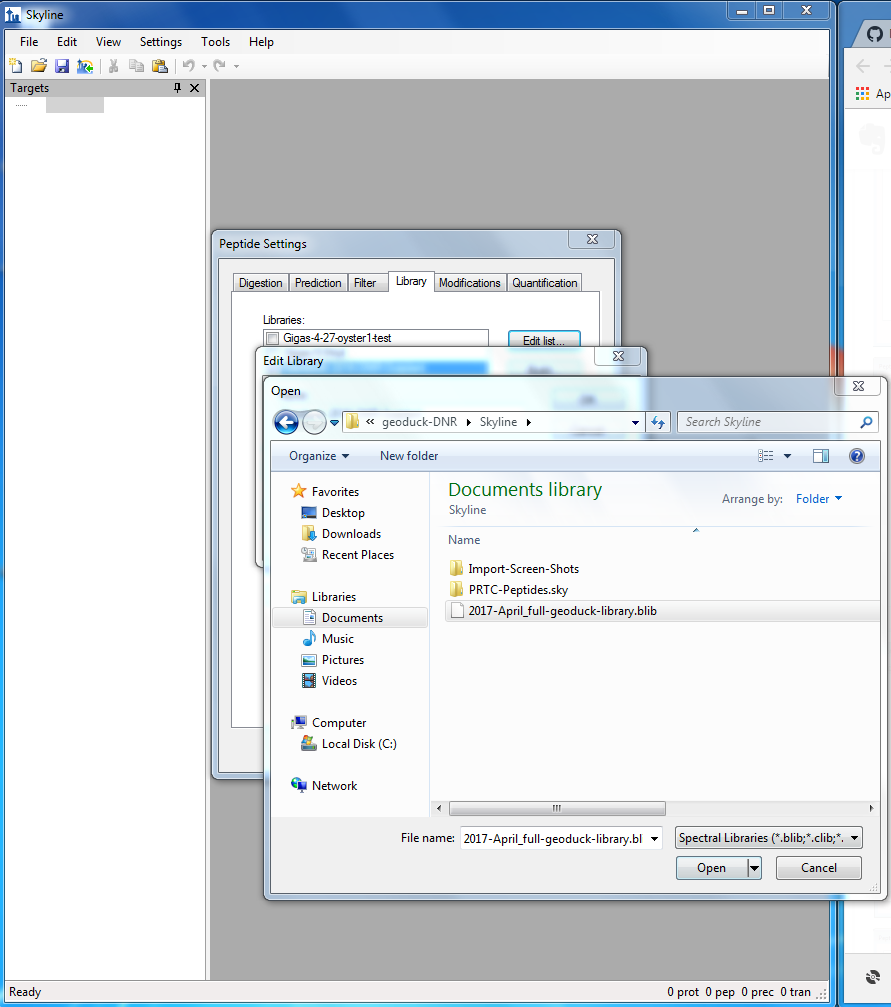 Skyline
File Edit View Settings Tools Help
Targets
Peptide Settings
Digestion Prediction Filter Library Modifications Quantification
Libraries:
Gigas-4-27-oyster1-test
Edit list...
Edit Library
Open
« geoduck-DNR Skyline
Search Skyline
Organize New folder
Favorites
Desktop
Downloads
Recent Places
Libraries
Documents
Music
Pictures
Videos
Computer
Local Disk (C:)
Network
Documents library
Skyline
Arrange by: Folder
Name
Import-Screen-Shots
PRTC-Peptides.sky
2017-April_full-geoduck-library.blib
File name: 2017-April_full-geoduck-library.bl
Spectral Libraries (*.blib;*.clib;*.
Open Cancel
Ready
0 prot 0 pep 0 prec 0 tran
Ap